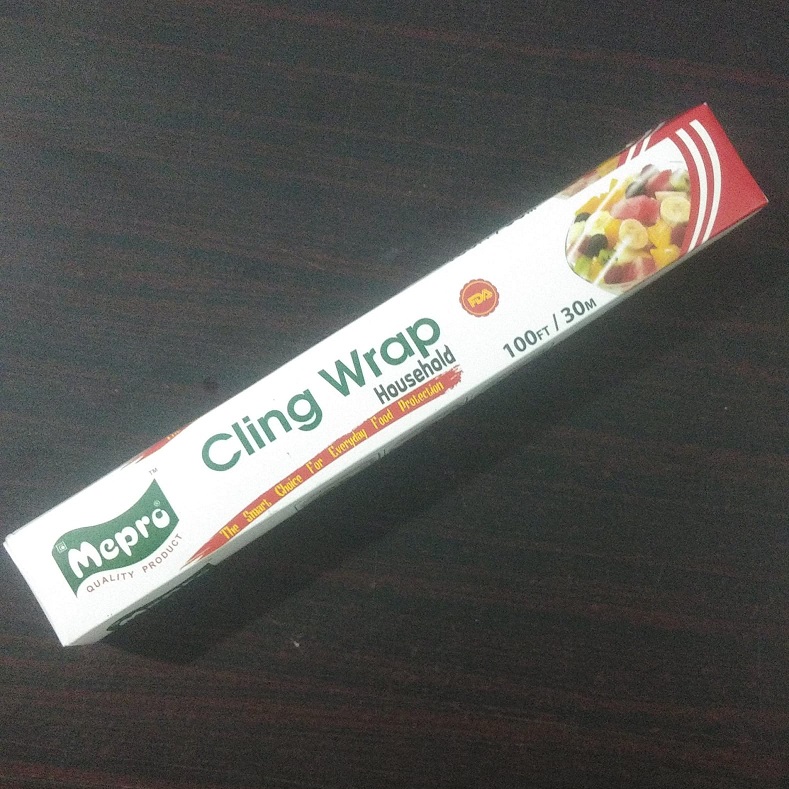 Mepro
QUALITY PRODUCT
Cling Wrap
Household
The Smart Choice For Everyday Food Protection
FDA
100FT / 30M